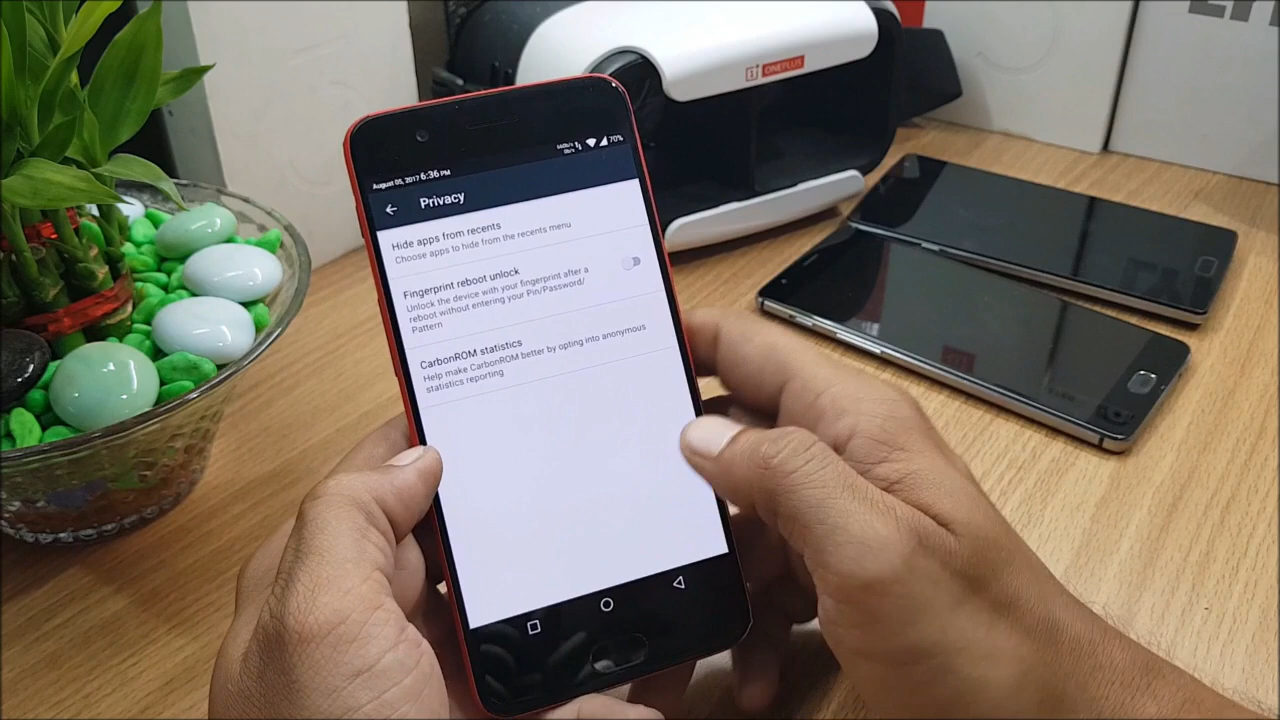 ONEPLUS
70%
August 05, 2017 6:36 PM
Privacy
Hide apps from recents
Choose apps to hide from the recents menu
Fingerprint reboot unlock
Unlock the device with your fingerprint after a
reboot without entering your Pin/Password/
Pattern
CarbonROM statistics
Help make CarbonROM better by opting into anonymous
statistics reporting